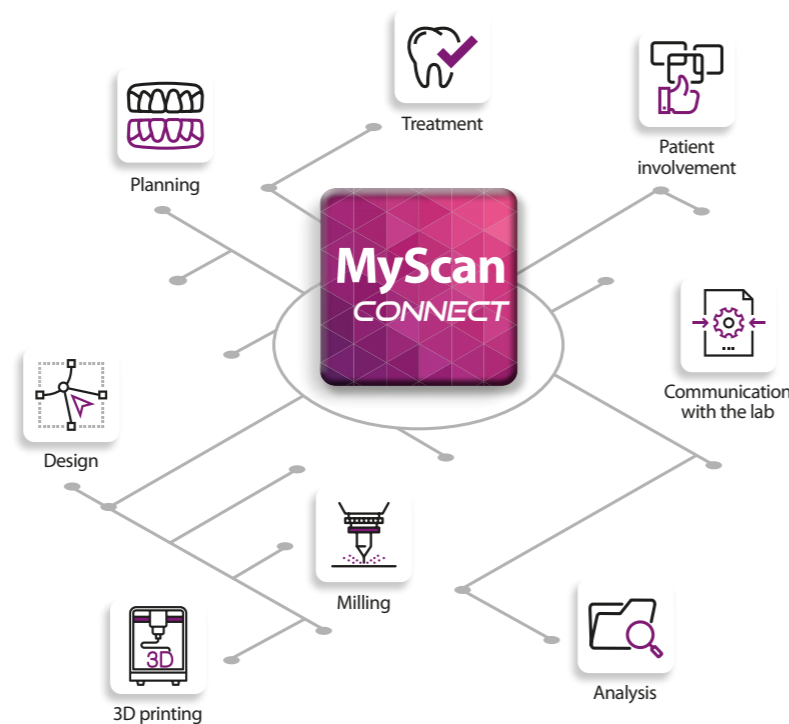 Treatment
Patient
involvement
Planning
MyScan
CONNECT
Communication
with the lab
...
Design
Milling
3D
3D printing
Analysis